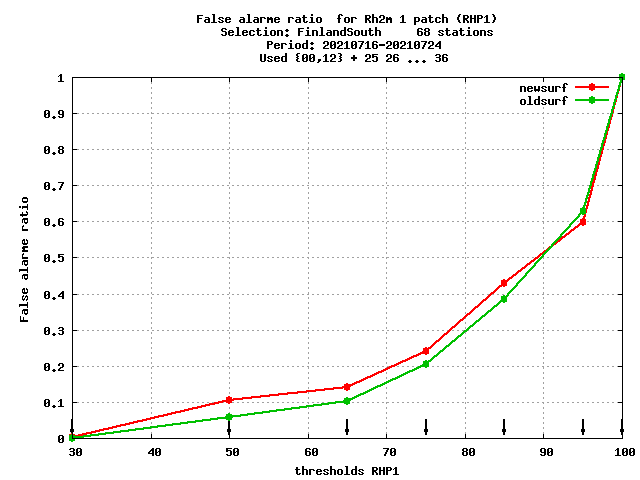 False alarme ratio  for Rh2m 1 patch (RHP1)
Selection: FinlandSouth     68 stations
Period: 20210716-20210724
Used {00,12} + 25 26 ... 36
newsurf
oldsurf
1
0.9
0.8
0.7
0.6
0.5
0.4
0.3
0.2
0.1
0
False alarme ratio
30 40 50 60 70 80 90 100
thresholds RHP1